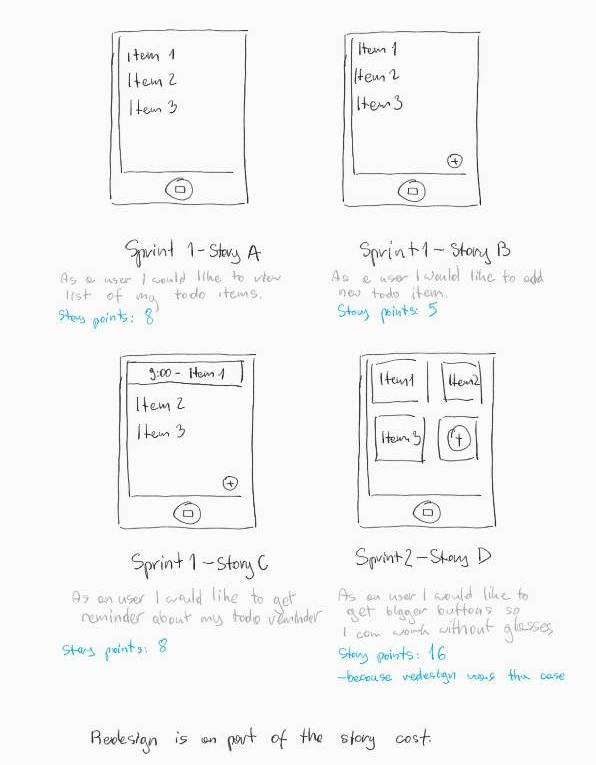 Item 1
Item 2
Item 3
Item 1
Item 2
Item 3
+
Sprint 1 - Story A
As a user I would like to view
list of my todo items.
Story points: 8
Sprint 1 - Story B
As a user I would like to add
new todo item.
Story points: 5
9:00 - Item 1
Item 2
Item 3
+
Item 1
Item 2
Item 3
+
Sprint 1 - Story C
As an user I would like to get
reminder about my todo reminder
Story points: 8
Sprint 2 - Story D
As an user I would like to
get bigger buttons so
I can work without glasses
Story points: 16
- because redesign was the case
Redesign is an part of the story cost.